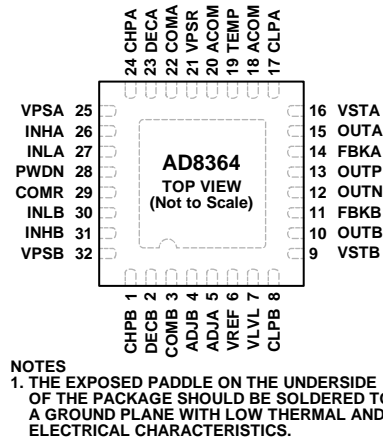 24 CHPA
23 DECA
22 COMA
21 VPSR
20 ACOM
19 TEMP
18 ACOM
17 CLPA
VPSA 25
INHA 26
INLA 27
PWDN 28
COMR 29
INLB 30
INHB 31
VPSB 32
AD8364
TOP VIEW
(Not to Scale)
16 VSTA
15 OUTA
14 FBKA
13 OUTP
12 OUTN
11 FBKB
10 OUTB
9 VSTB
CHPB 1
DECB 2
COMB 3
ADJB 4
ADJA 5
VREF 6
VLVL 7
CLPB 8
NOTES
1. THE EXPOSED PADDLE ON THE UNDERSIDE
OF THE PACKAGE SHOULD BE SOLDERED TO
A GROUND PLANE WITH LOW THERMAL AND
ELECTRICAL CHARACTERISTICS.